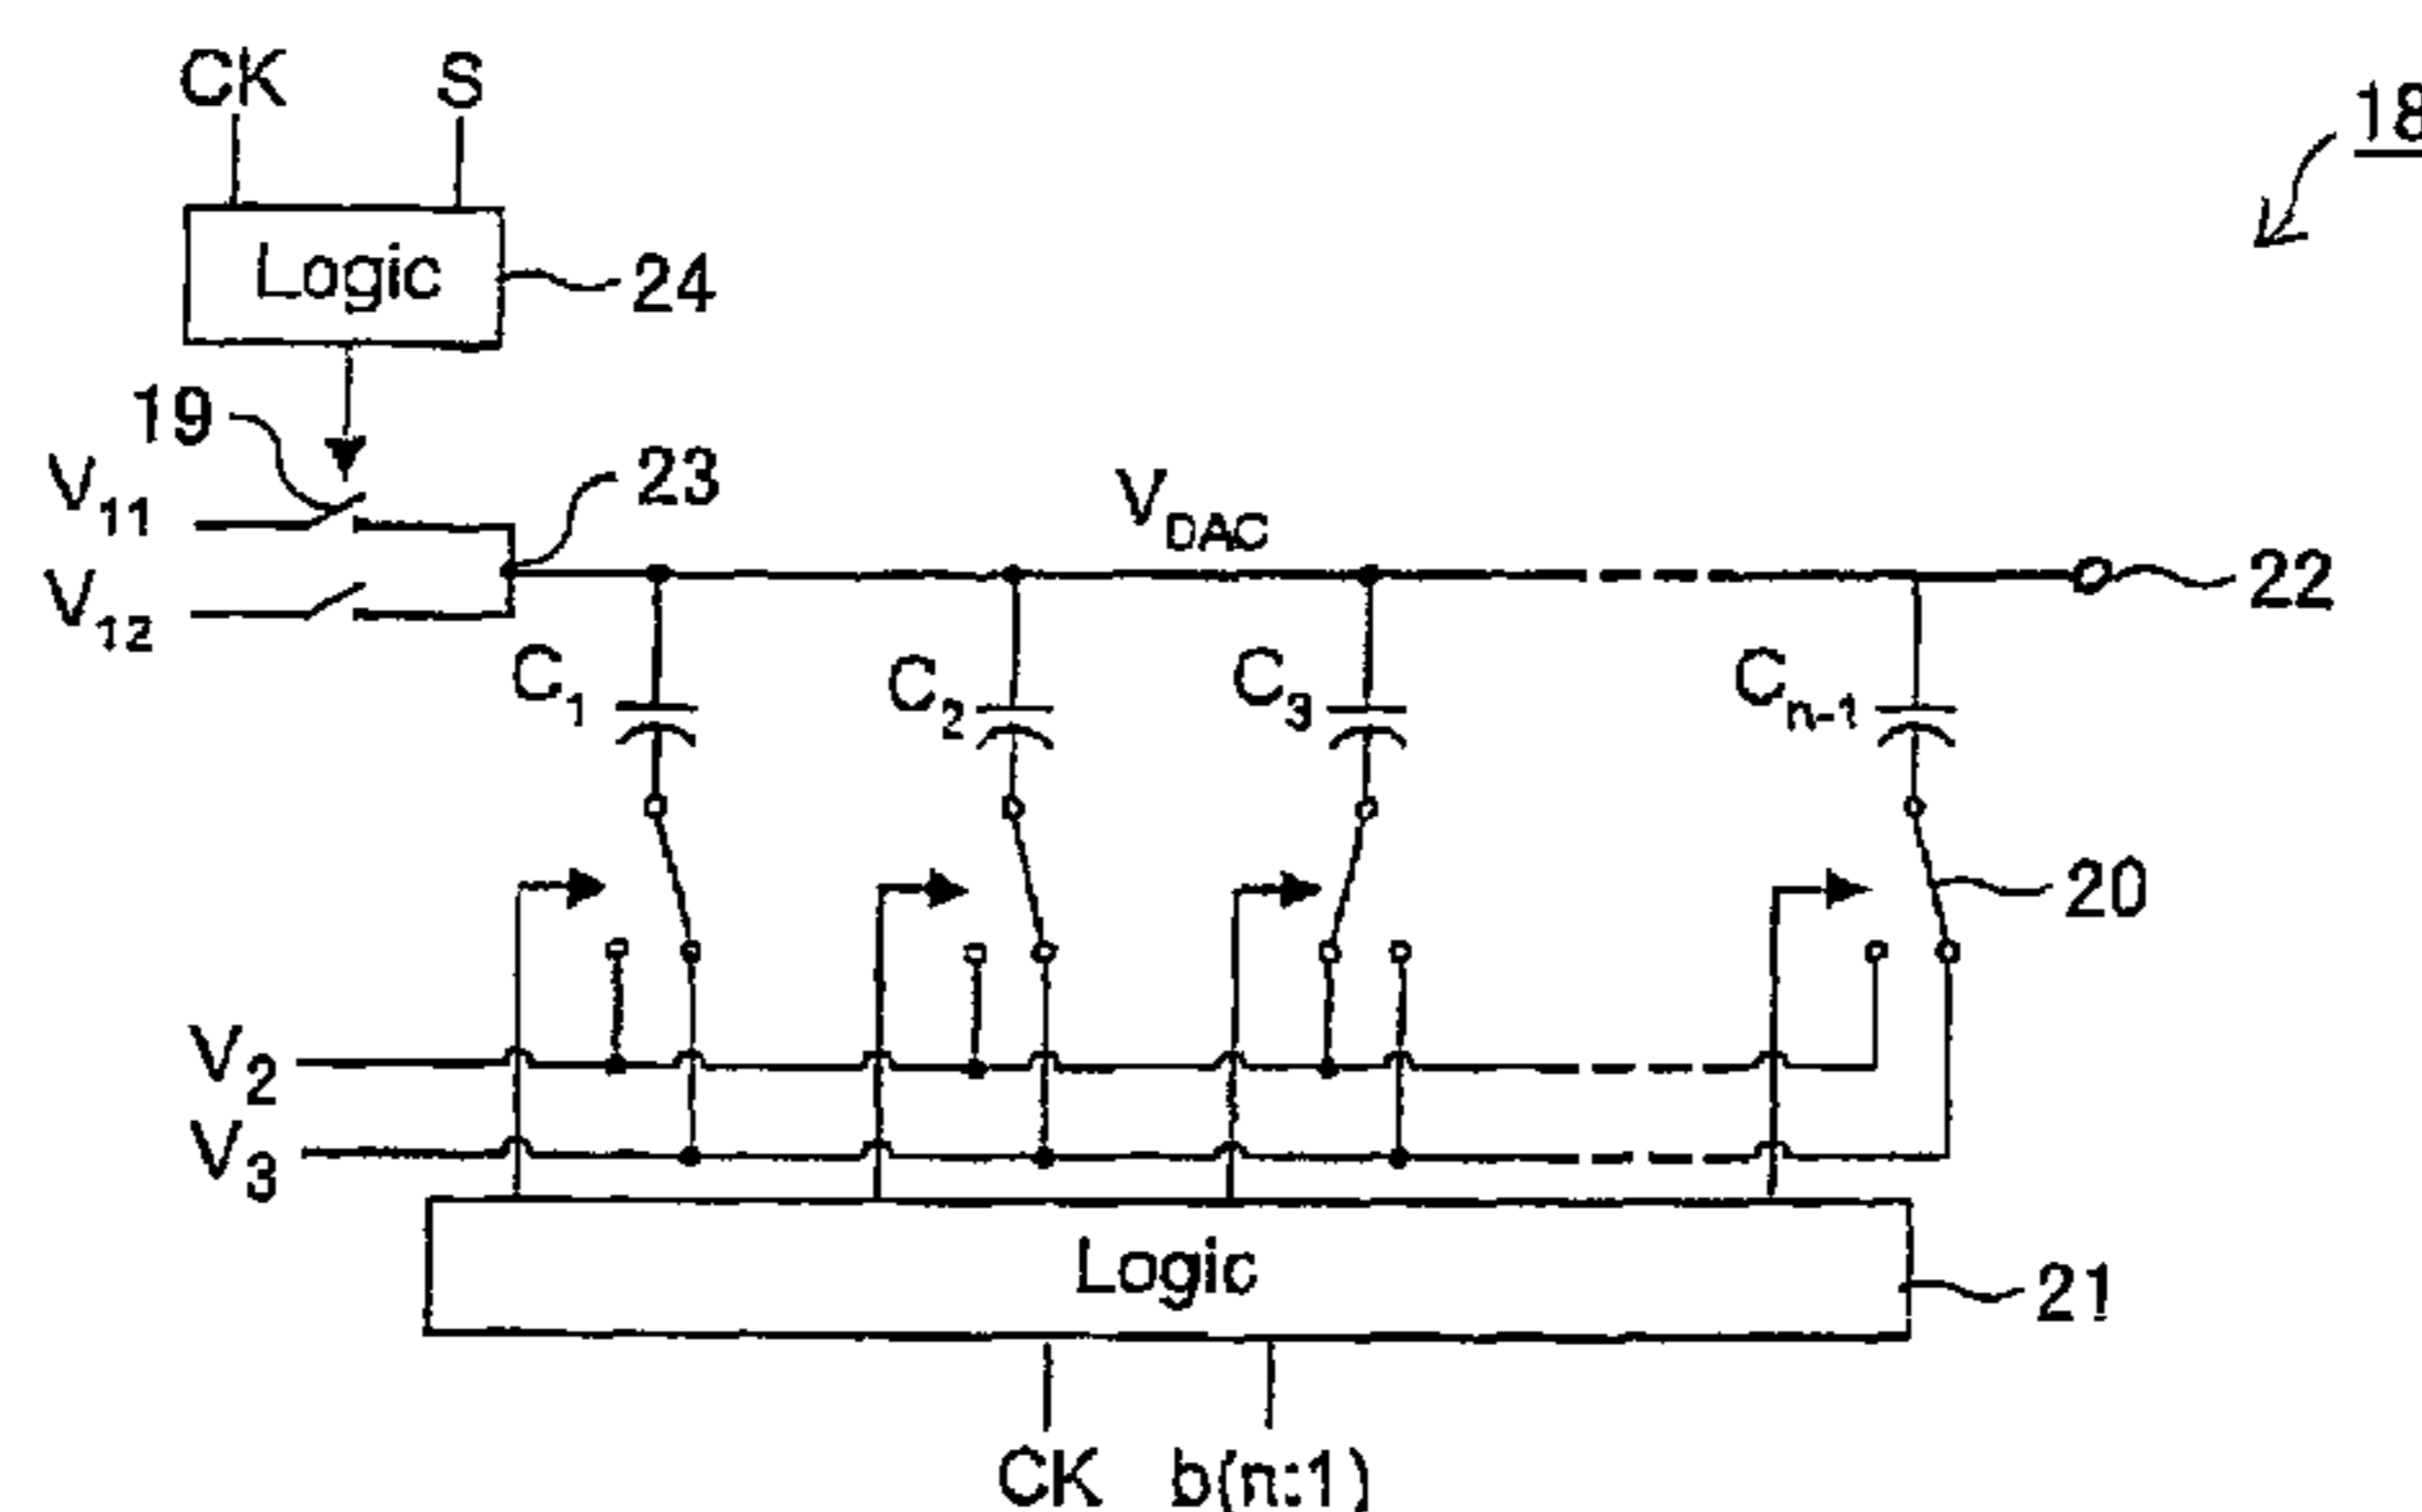 CK S
18
Logic
24
19
V11
23
VDAC
V12
22
C1 C2 C3 Cn-1
20
V2
V3
Logic
21
CK b(n:1)